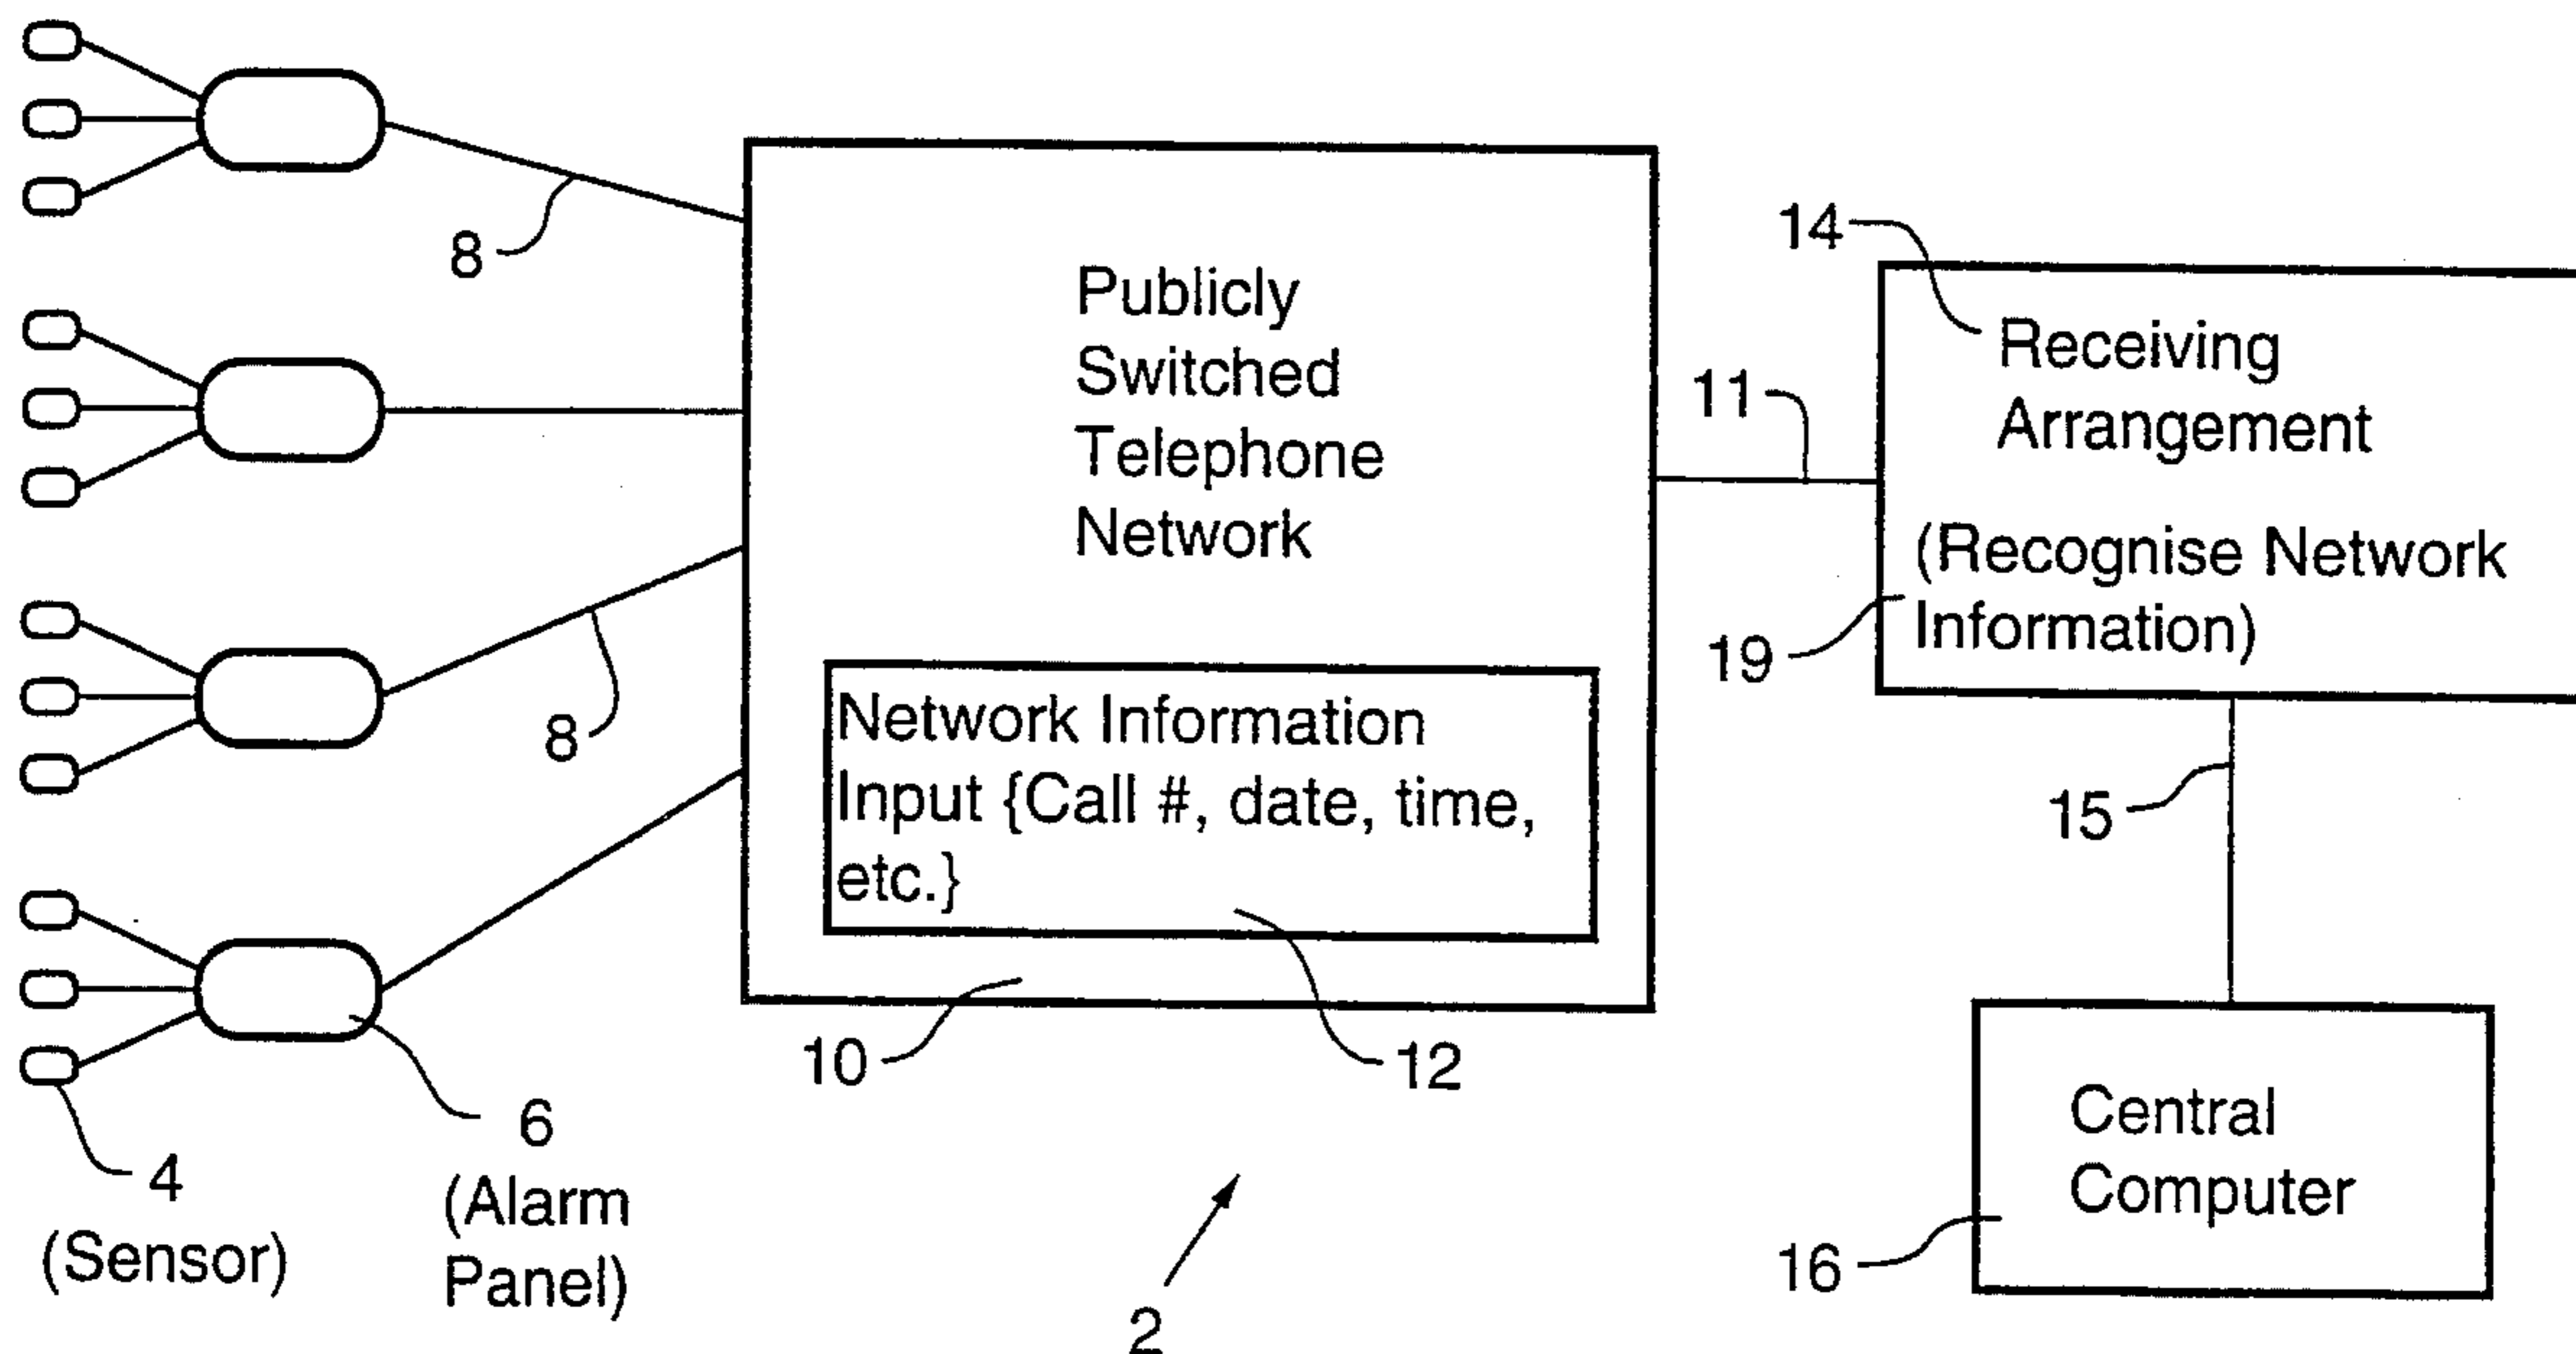 8
Publicly
Switched
Telephone
Network
14
Receiving
Arrangement
11
(Recognise Network
Information)
19
8
Network Information
Input {Call #, date, time,
etc.}
15
10
12
4
(Sensor)
6
(Alarm
Panel)
Central
Computer
16
2